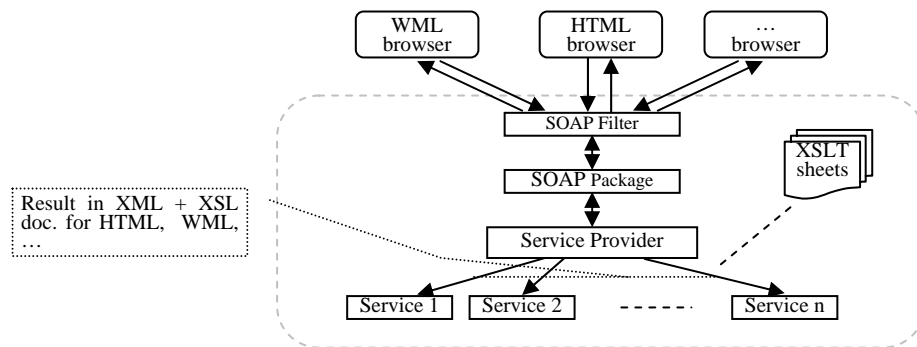 WML
browser
HTML
browser
…
browser
SOAP Filter
XSLT
sheets
SOAP Package
Result in XML + XSL
doc. for HTML, WML,
…
Service Provider
Service 1
Service 2
Service n